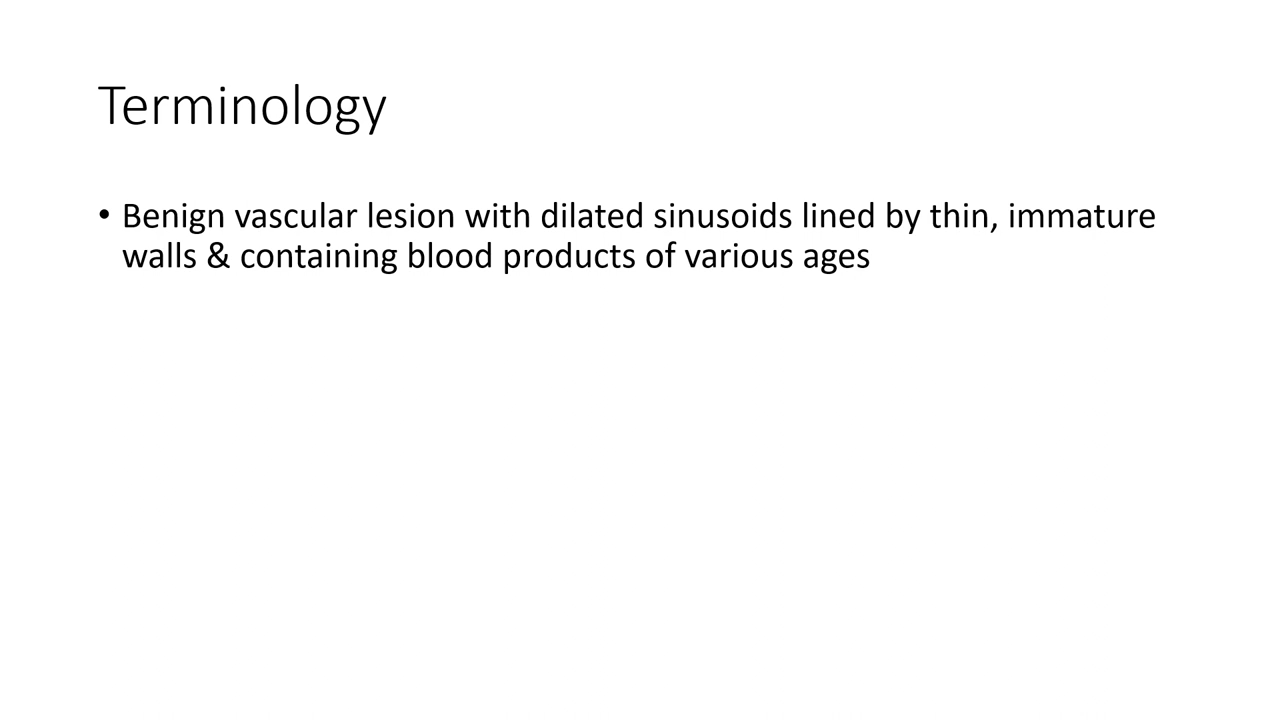 Terminology
• Benign vascular lesion with dilated sinusoids lined by thin, immature
walls & containing blood products of various ages